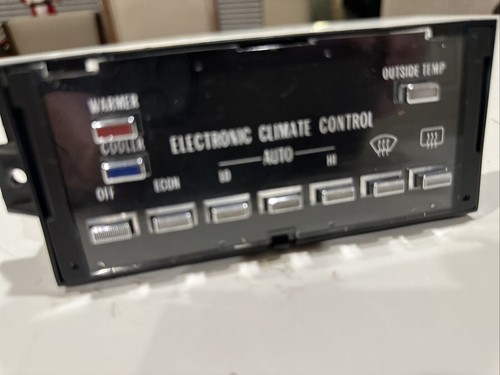 OUTSIDE TEMP
WARMER
ELECTRONIC CLIMATE CONTROL
COOLER
LO AUTO HI
OFF ECON